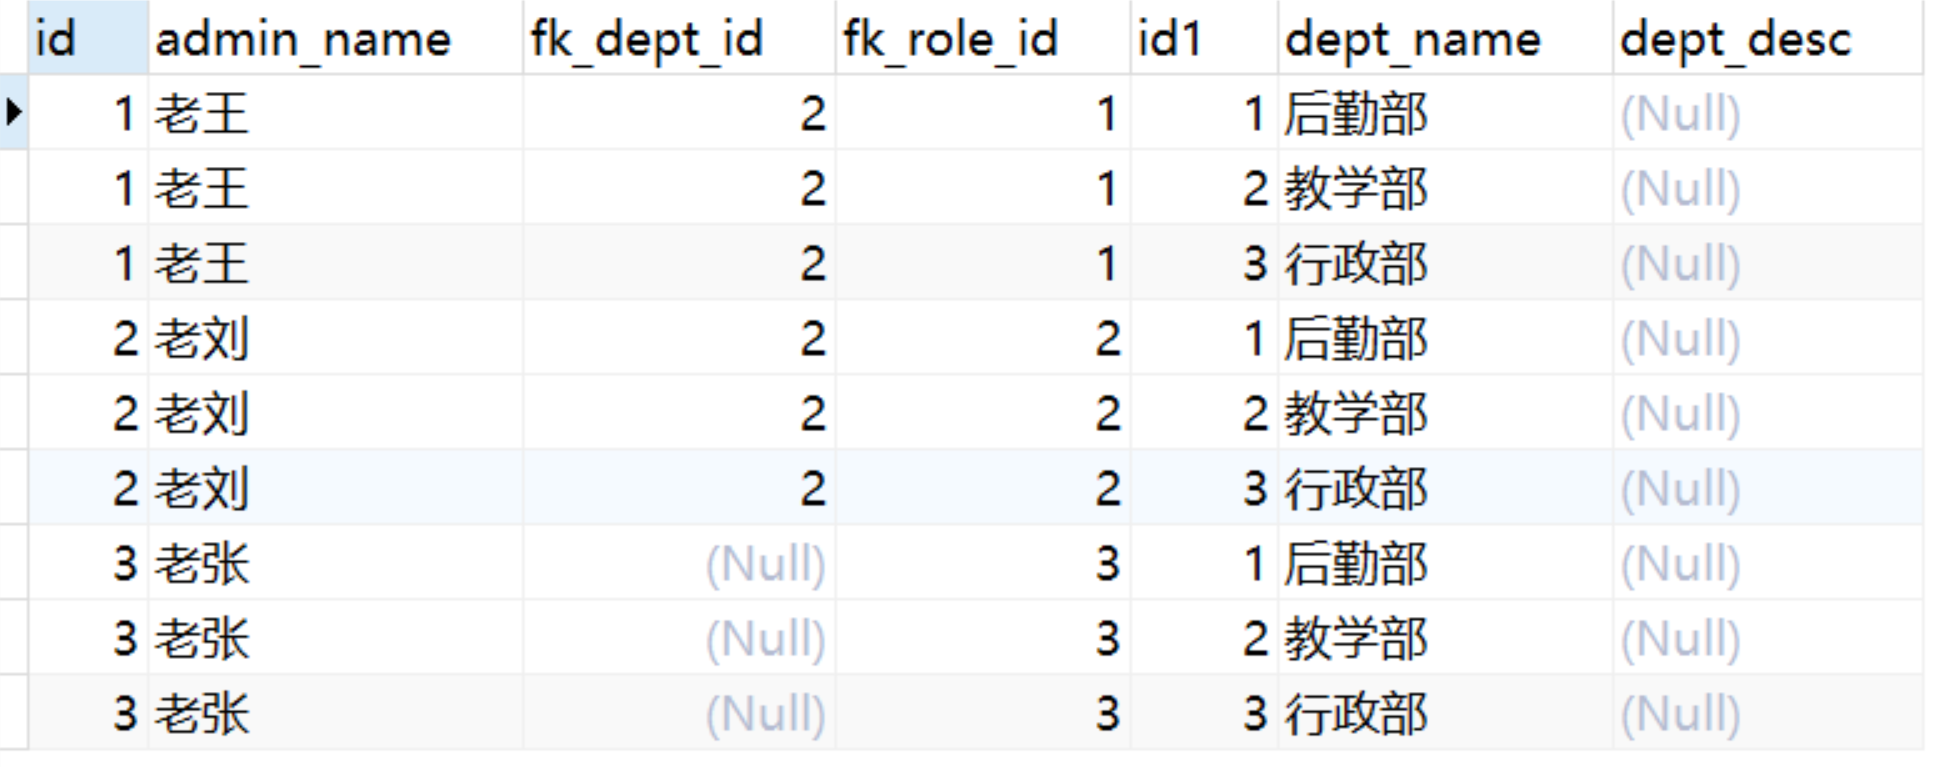 id admin_name fk_dept_id fk_role_id id1 dept_name dept_desc
1 老王 2 1 1 后勤部 (Null)
1 老王 2 1 2 教学部 (Null)
1 老王 2 1 3 行政部 (Null)
2 老刘 2 2 1 后勤部 (Null)
2 老刘 2 2 2 教学部 (Null)
2 老刘 2 2 3 行政部 (Null)
3 老张 (Null) 3 1 后勤部 (Null)
3 老张 (Null) 3 2 教学部 (Null)
3 老张 (Null) 3 3 行政部 (Null)